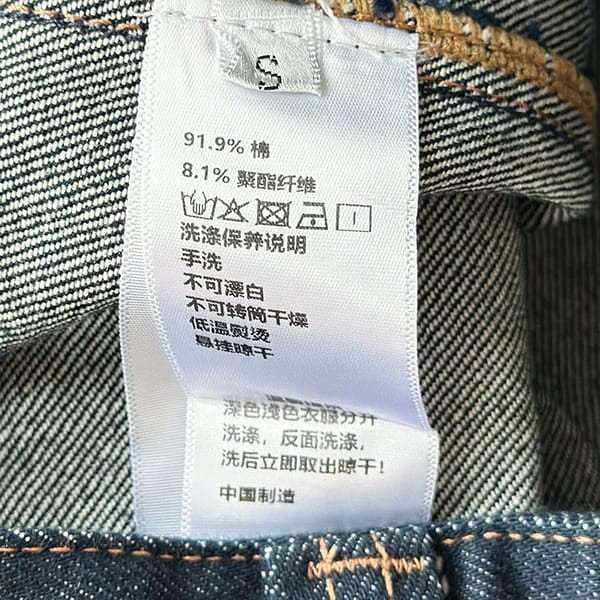 S
91.9% 棉
8.1% 聚酯纤维
洗涤保养说明
手洗
不可漂白
不可转筒干燥
低温熨烫
悬挂晾干
深色浅色衣服分开
洗涤，反面洗涤，
洗后立即取出晾干！
中国制造